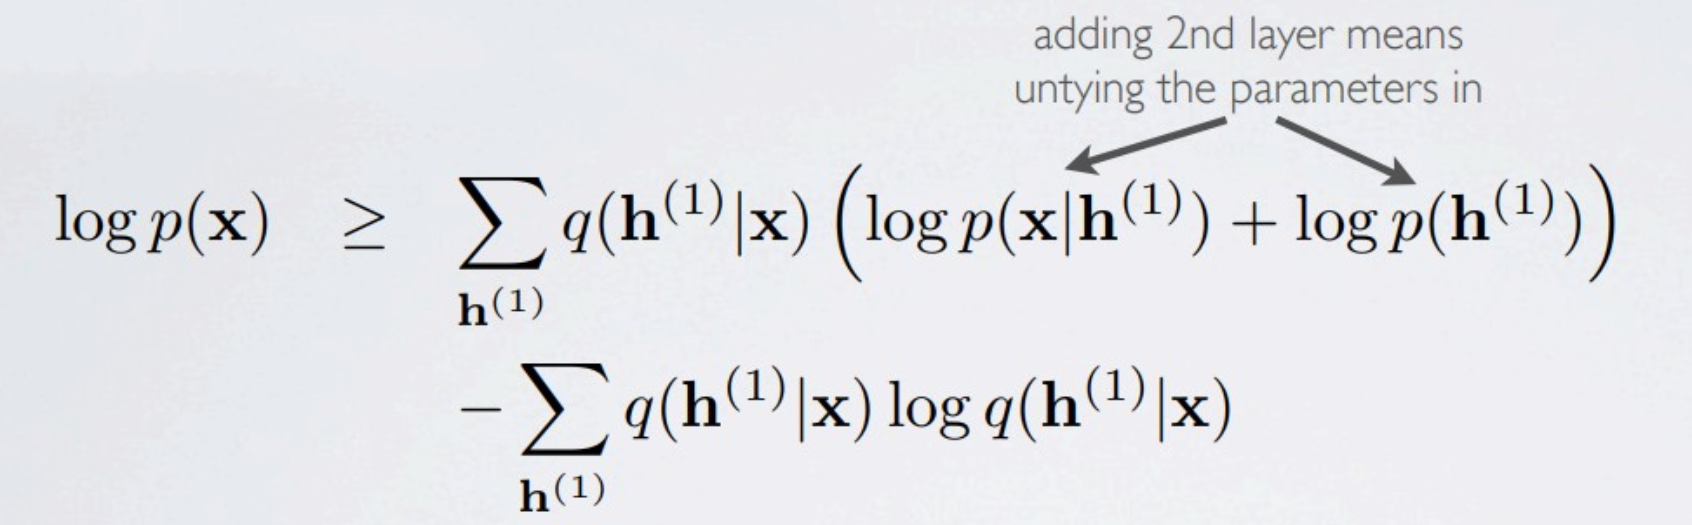 adding 2nd layer means
untying the parameters in
log p(x) ≥ ∑_{h^{(1)}} q(h^{(1)}|x) (log p(x|h^{(1)}) + log p(h^{(1)}))
− ∑_{h^{(1)}} q(h^{(1)}|x) log q(h^{(1)}|x)